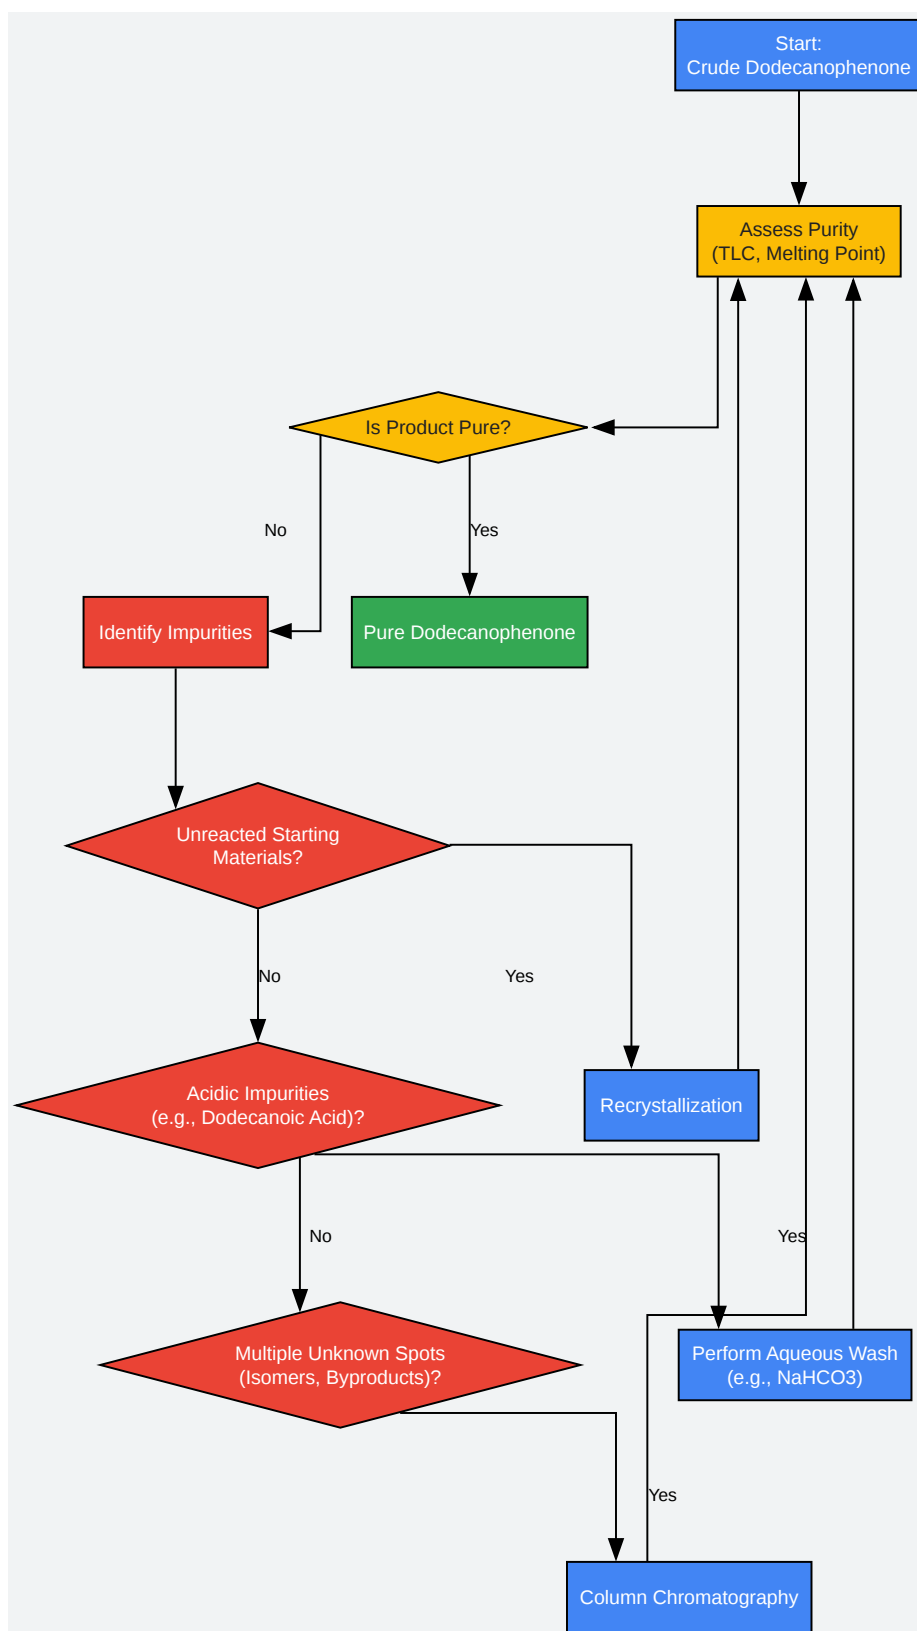 Start:
Crude Dodecanophenone
Assess Purity
(TLC, Melting Point)
Is Product Pure?
No
Yes
Identify Impurities
Pure Dodecanophenone
Unreacted Starting
Materials?
No
Yes
Acidic Impurities
(e.g., Dodecanoic Acid)?
Recrystallization
No
Yes
Multiple Unknown Spots
(Isomers, Byproducts)?
Perform Aqueous Wash
(e.g., NaHCO3)
Yes
Column Chromatography